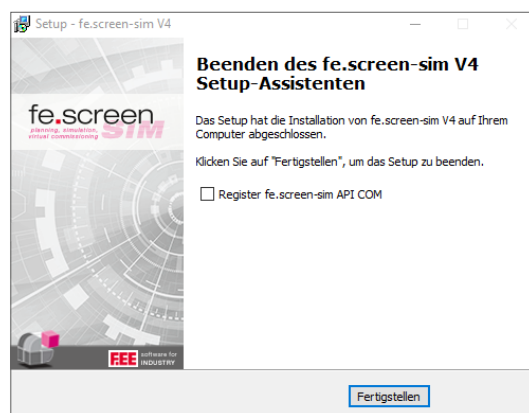 Setup - fe.screen-sim V4
Beenden des fe.screen-sim V4
Setup-Assistenten
fe.screen
planning, simulation,
virtual commissioning
SIM
Das Setup hat die Installation von fe.screen-sim V4 auf Ihrem
Computer abgeschlossen.
Klicken Sie auf "Fertigstellen", um das Setup zu beenden.
Register fe.screen-sim API COM
F.EE software for
INDUSTRY
Fertigstellen